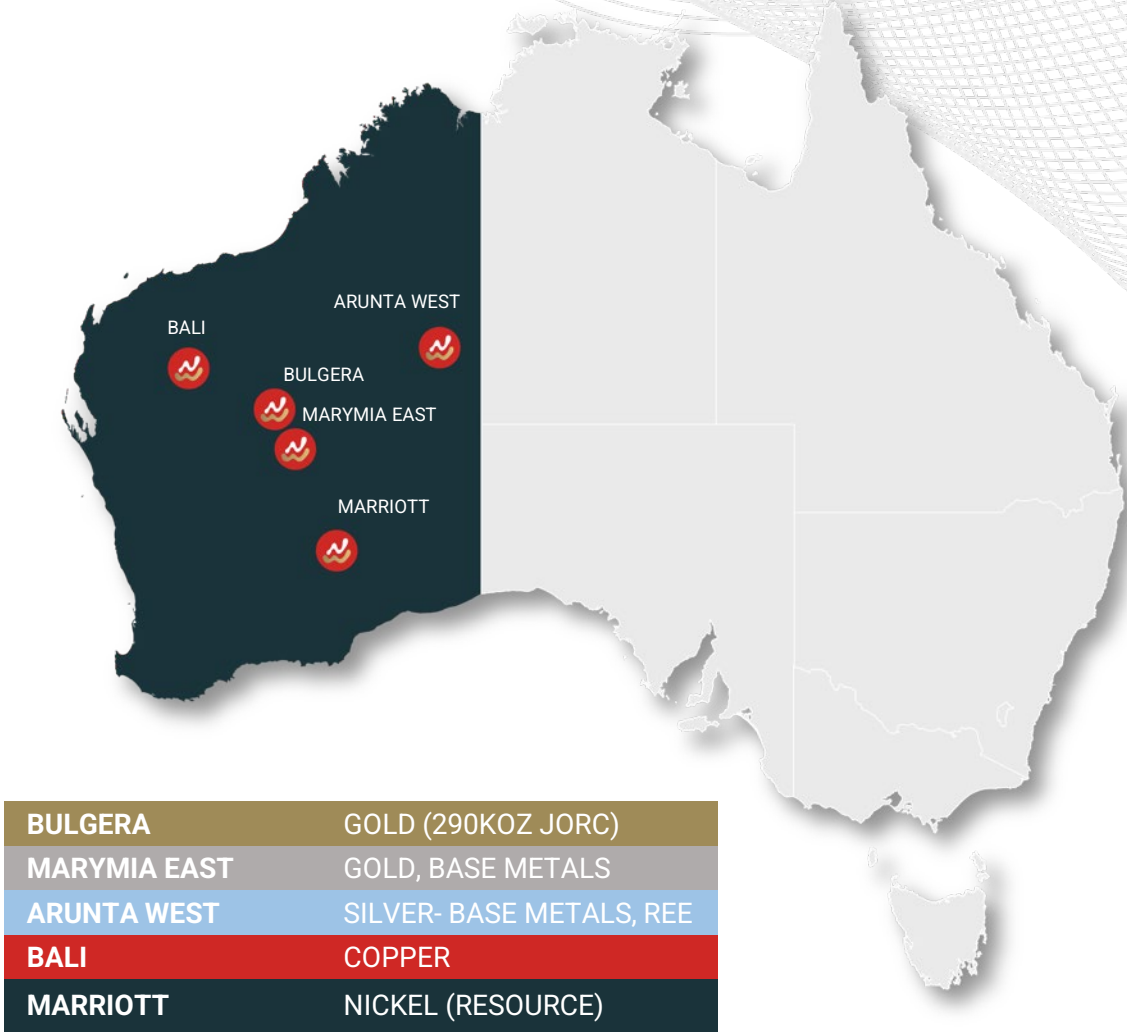 ARUNTA WEST
BALI
BULGERA
MARYMIA EAST
MARRIOTT
BULGERA GOLD (290KOZ JORC)
MARYMIA EAST GOLD, BASE METALS
ARUNTA WEST SILVER- BASE METALS, REE
BALI COPPER
MARRIOTT NICKEL (RESOURCE)